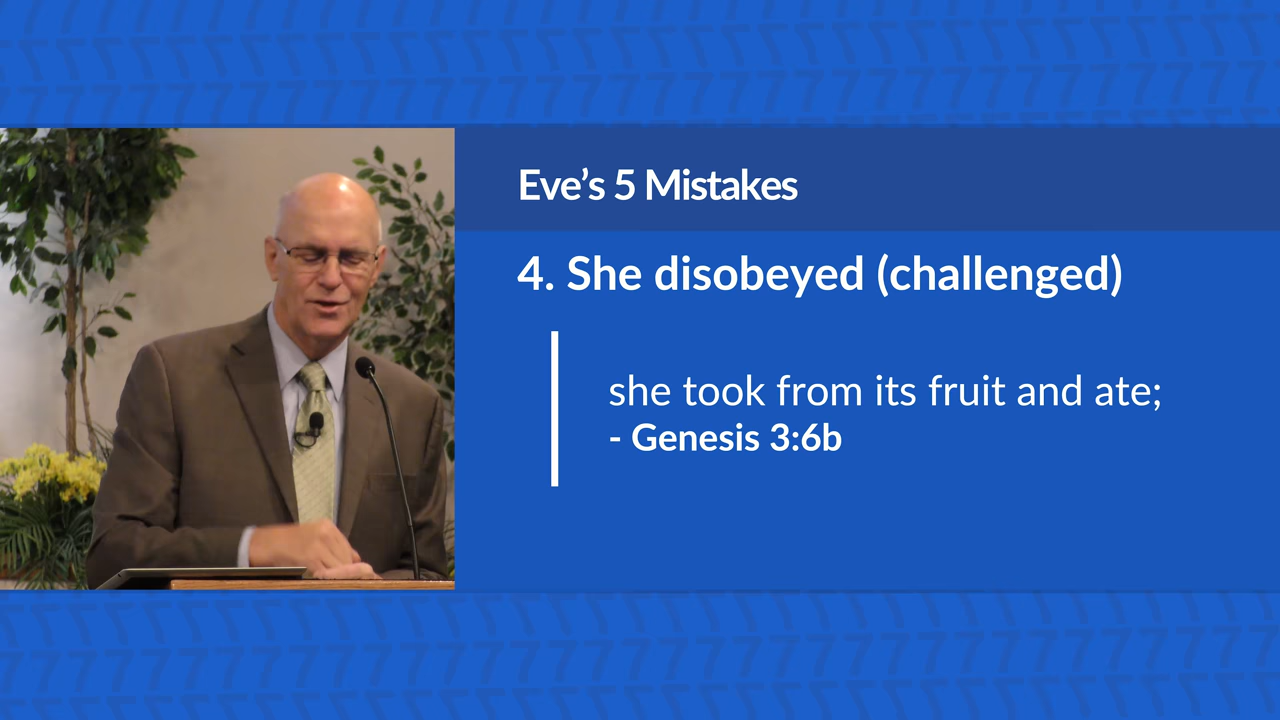 Eve’s 5 Mistakes
4. She disobeyed (challenged)
she took from its fruit and ate;
- Genesis 3:6b